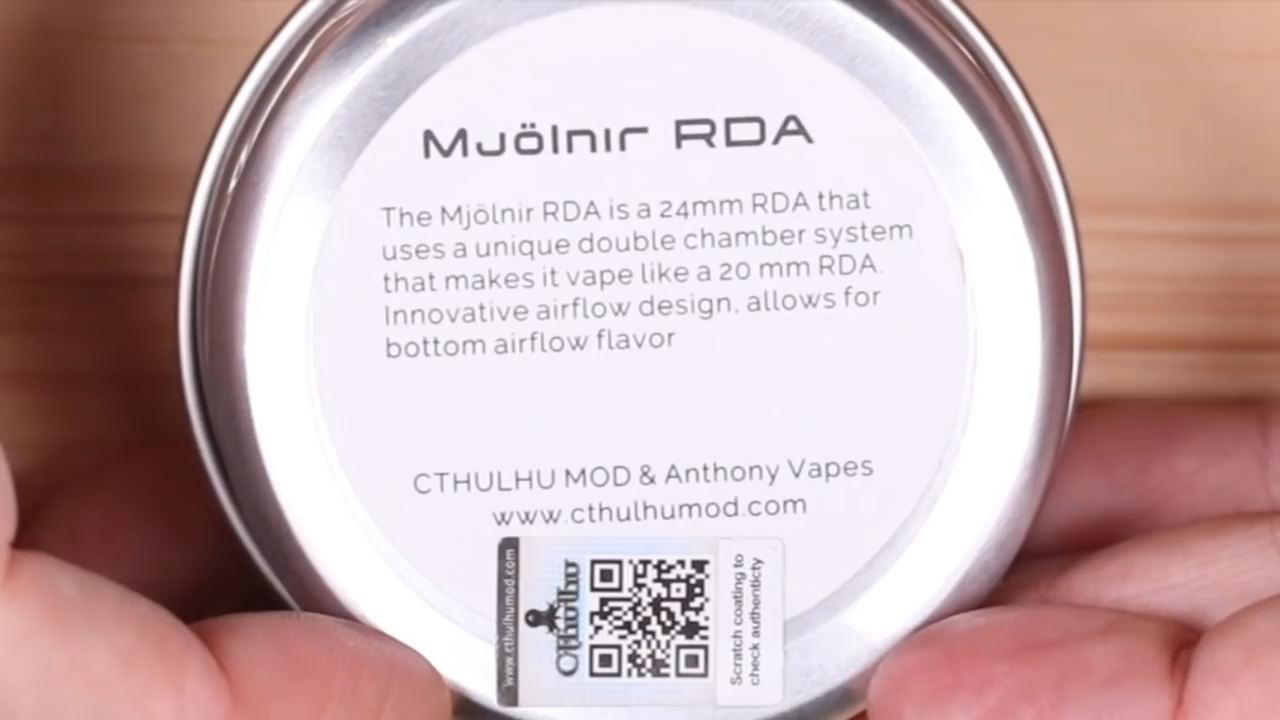 Mjölnir RDA
The Mjölnir RDA is a 24mm RDA that
uses a unique double chamber system
that makes it vape like a 20 mm RDA.
Innovative airflow design, allows for
bottom airflow flavor
CTHULHU MOD & Anthony Vapes
www.cthulhumod.com
www.cthulhumod.com
Cthulhu
Scratch coating to
check authenticty